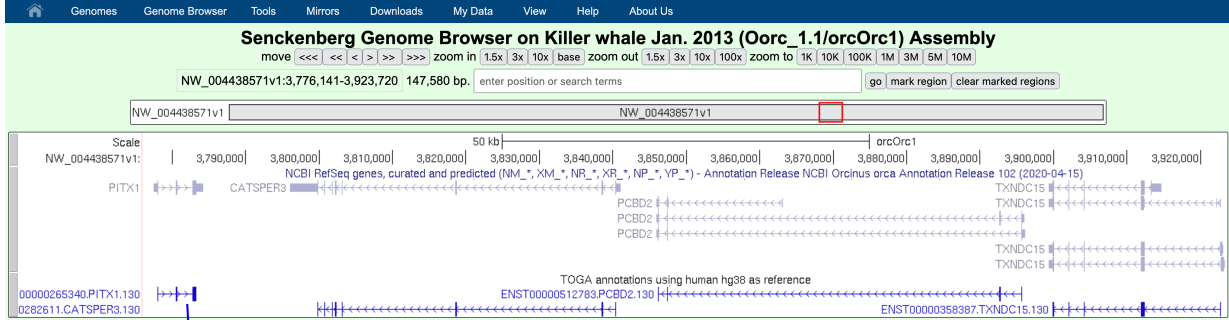 Genomes Genome Browser Tools Mirrors Downloads My Data View Help About Us
Senckenberg Genome Browser on Killer whale Jan. 2013 (Oorc_1.1/orcOrc1) Assembly
move <<< << < > >> >>> zoom in 1.5x 3x 10x base zoom out 1.5x 3x 10x 100x zoom to 1K 10K 100K 1M 3M 5M 10M
NW_004438571v1:3,776,141-3,923,720 147,580 bp. enter position or search terms go mark region clear marked regions
NW_004438571v1 NW_004438571v1
Scale 50 kb orcOrc1
NW_004438571v1: 3,790,000 3,800,000 3,810,000 3,820,000 3,830,000 3,840,000 3,850,000 3,860,000 3,870,000 3,880,000 3,890,000 3,900,000 3,910,000 3,920,000
NCBI RefSeq genes, curated and predicted (NM_*, XM_*, NR_*, XR_*, NP_*, YP_*) - Annotation Release NCBI Orcinus orca Annotation Release 102 (2020-04-15)
PITX1 CATSPER3 TXNDC15
PCBD2 TXNDC15
PCBD2
PCBD2
TXNDC15
TXNDC15
TOGA annotations using human hg38 as reference
00000265340.PITX1.130 ENST00000512783.PCBD2.130
0282611.CATSPER3.130 ENST00000358387.TXNDC15.130